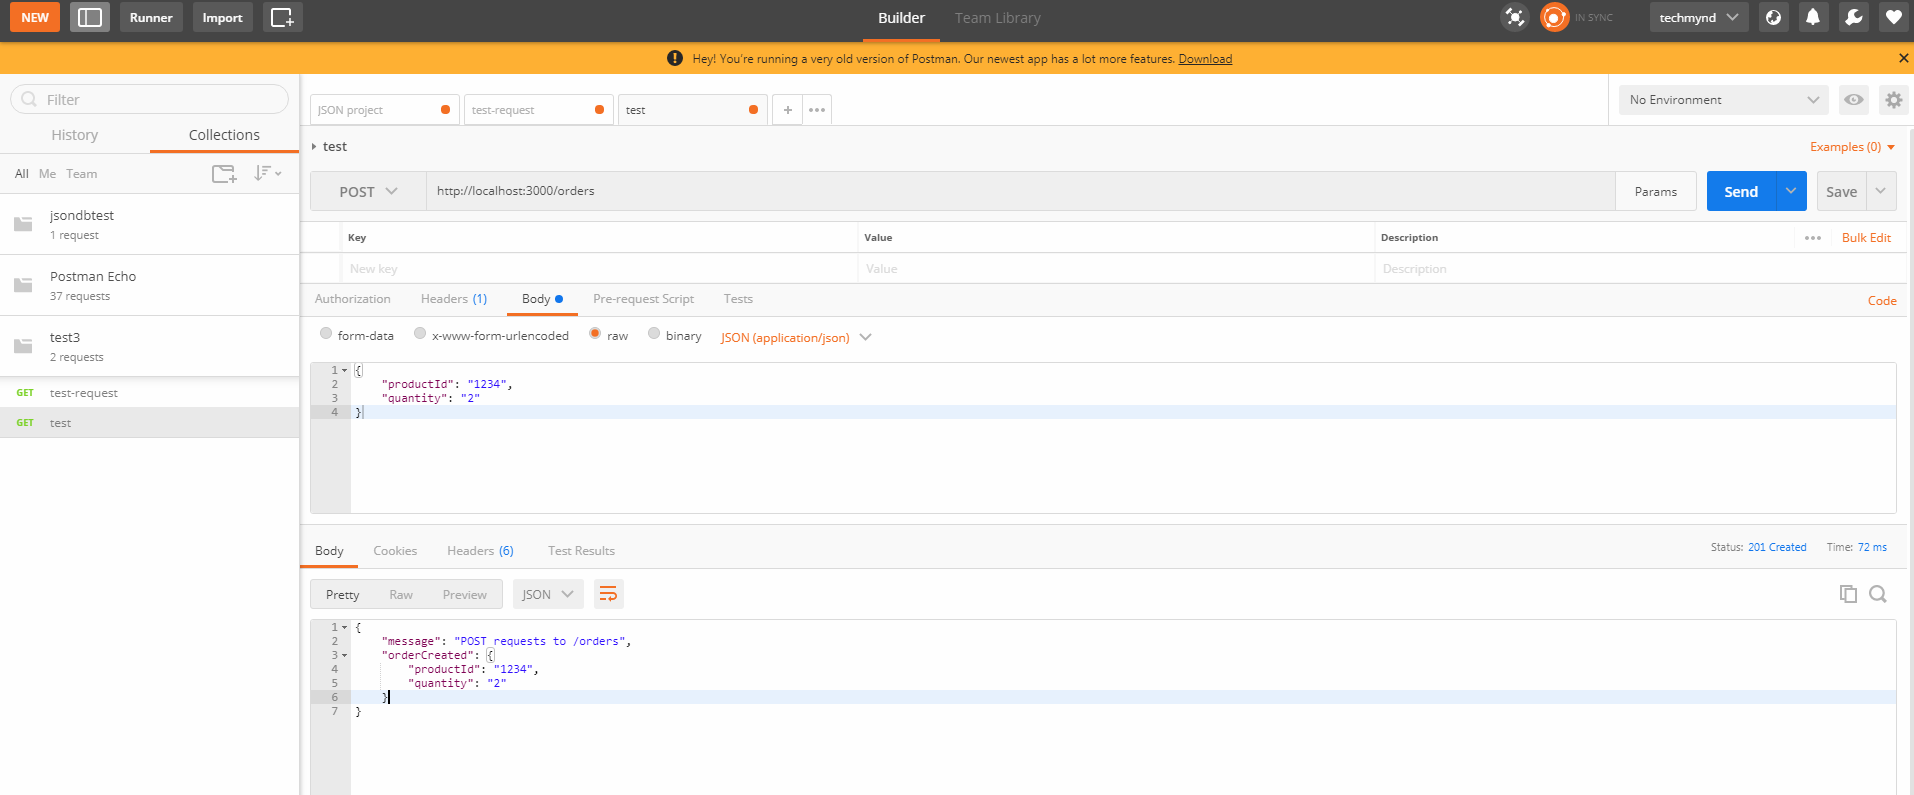 NEW Runner Import Builder Team Library IN SYNC techmynd
Hey! You're running a very old version of Postman. Our newest app has a lot more features. Download
Filter
History Collections
All Me Team
jsondbtest
1 request
Postman Echo
37 requests
test3
2 requests
GET test-request
GET test
JSON project test-request test + •••
No Environment
test
Examples (0)
POST http://localhost:3000/orders Params Send Save
Key Value Description ••• Bulk Edit
New key Value Description
Authorization Headers (1) Body Pre-request Script Tests Code
form-data x-www-form-urlencoded raw binary JSON (application/json)
1 {
2 "productId": "1234",
3 "quantity": "2"
4 }
Body Cookies Headers (6) Test Results Status: 201 Created Time: 72 ms
Pretty Raw Preview JSON
1 {
2 "message": "POST requests to /orders",
3 "orderCreated": {
4 "productId": "1234",
5 "quantity": "2"
6 }
7 }